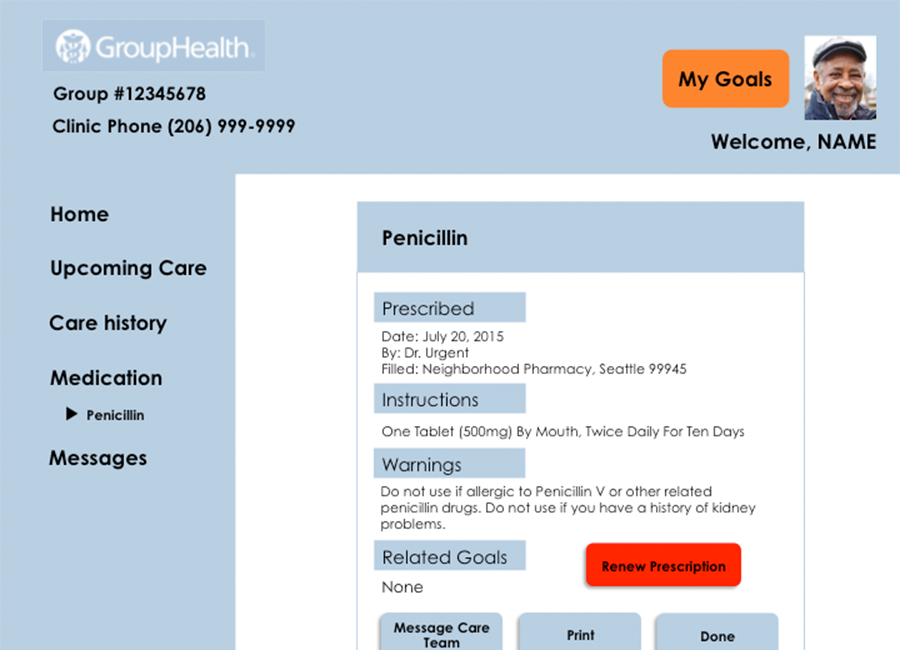 GroupHealth
Group #12345678
Clinic Phone (206) 999-9999
My Goals
Welcome, NAME
Home
Upcoming Care
Care history
Medication
Penicillin
Messages
Penicillin
Prescribed
Date: July 20, 2015
By: Dr. Urgent
Filled: Neighborhood Pharmacy, Seattle 99945
Instructions
One Tablet (500mg) By Mouth, Twice Daily For Ten Days
Warnings
Do not use if allergic to Penicillin V or other related
penicillin drugs. Do not use if you have a history of kidney
problems.
Related Goals
None
Renew Prescription
Message Care
Team
Print
Done